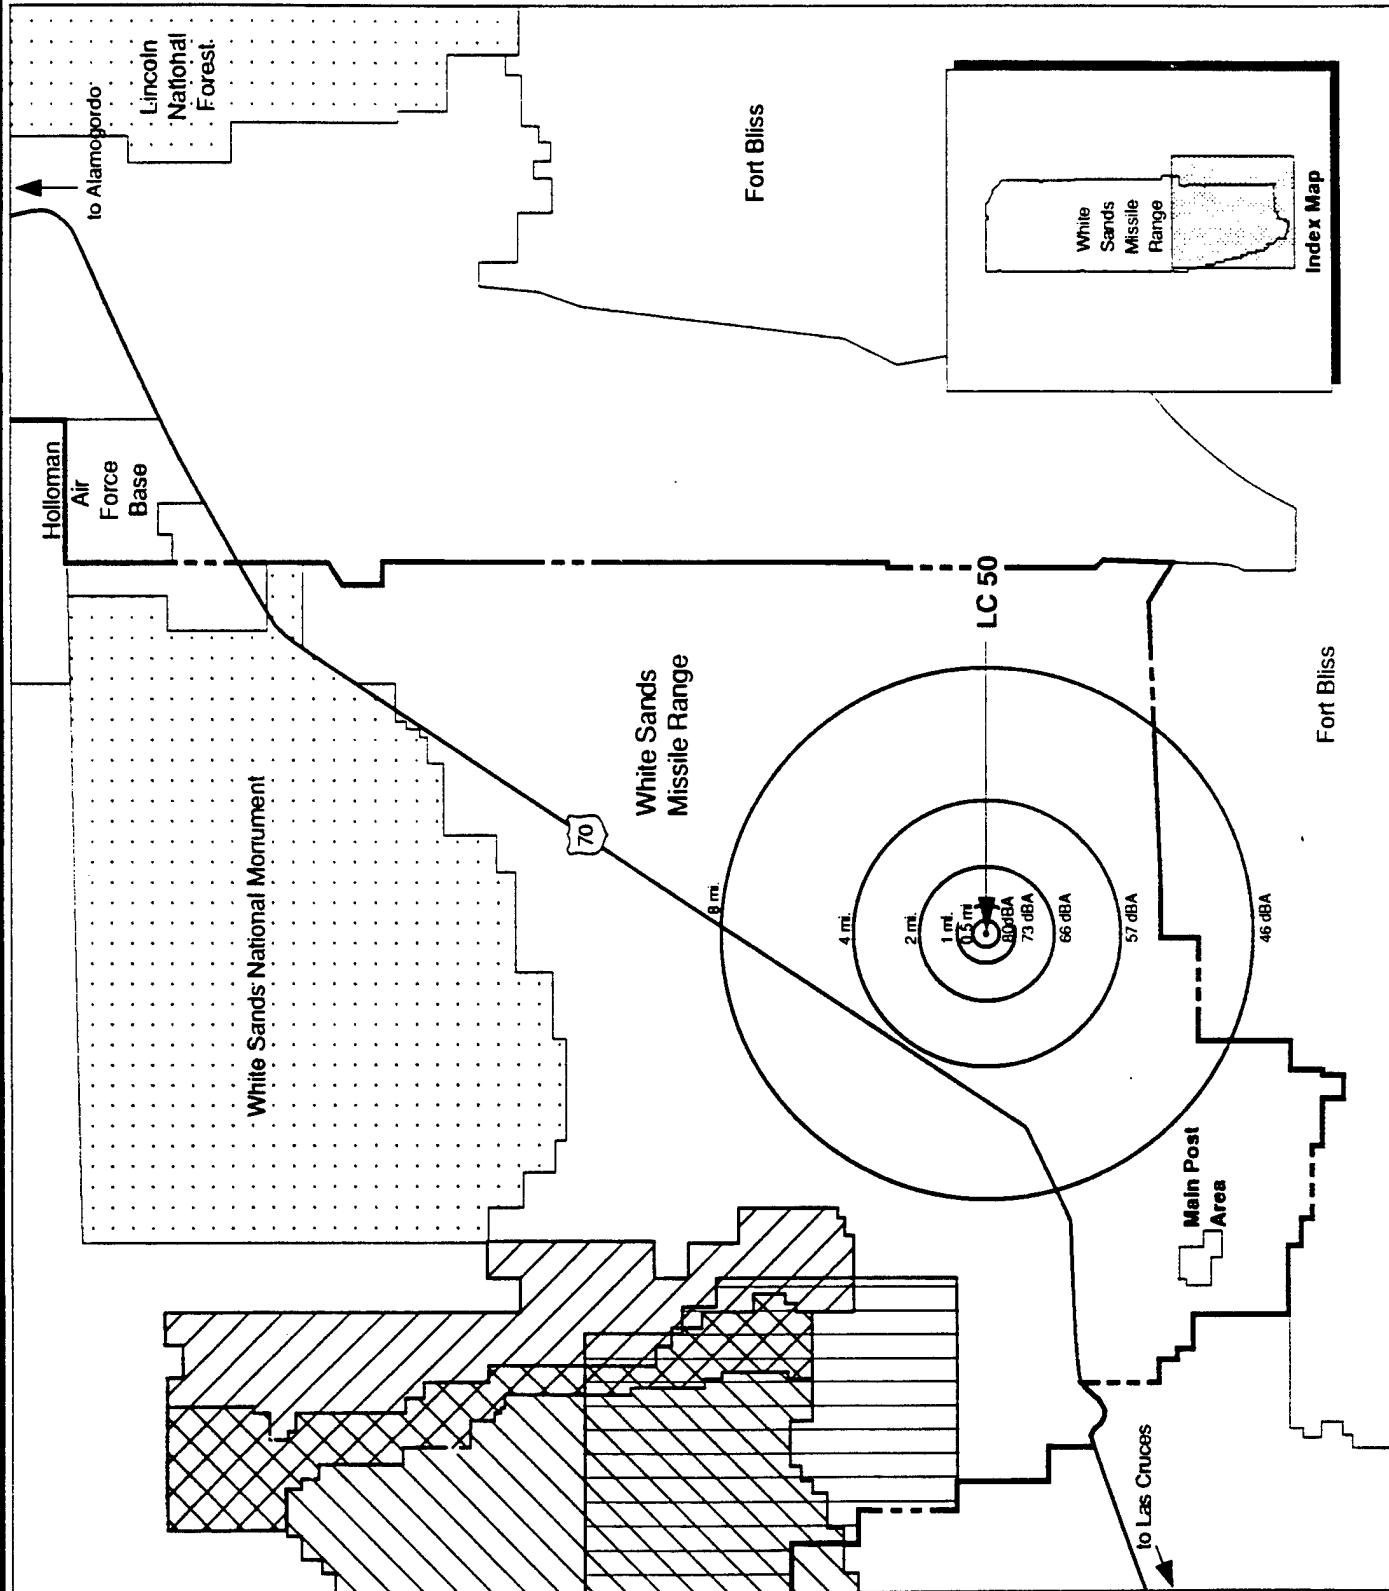 to Alamogordo
Lincoln
National
Forest
Fort Bliss
White
Sands
Missile
Range
Index Map
Holloman
Air
Force
Base
LC 50
White Sands National Monument
70
White Sands
Missile Range
Fort Bliss
8 mi.
4 mi.
2 mi.
1 mi.
0.5 mi
80dBA
73 dBA
66 dBA
57 dBA
46 dBA
Main Post
Area
to Las Cruces